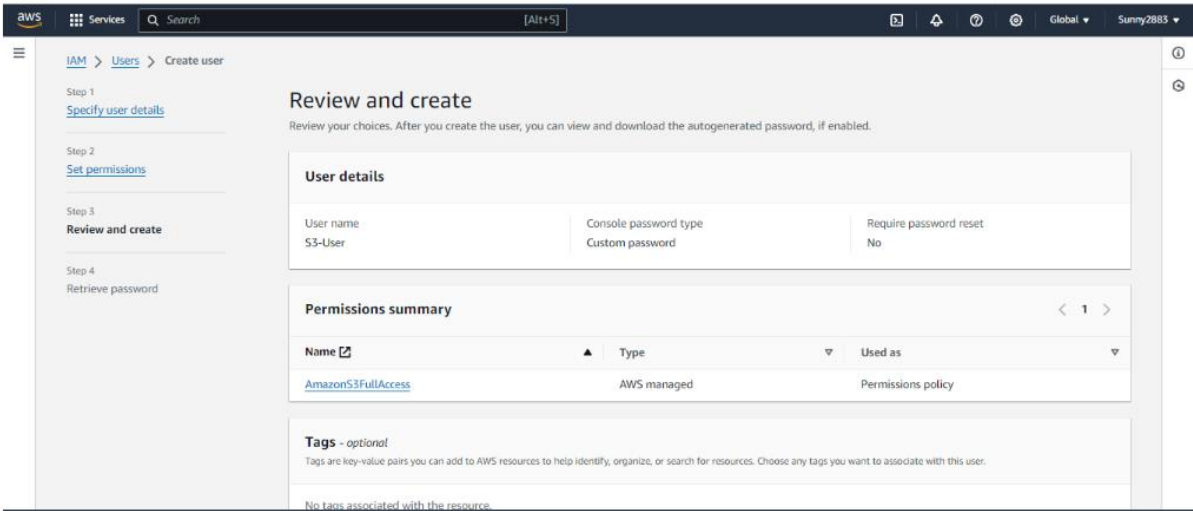 aws Services Search [Alt+S] Global Sunny2883
IAM > Users > Create user
Step 1
Specify user details
Step 2
Set permissions
Step 3
Review and create
Step 4
Retrieve password
Review and create
Review your choices. After you create the user, you can view and download the autogenerated password, if enabled.
User details
User name Console password type Require password reset
S3-User Custom password No
Permissions summary < 1 >
Name Type Used as
AmazonS3FullAccess AWS managed Permissions policy
Tags - optional
Tags are key-value pairs you can add to AWS resources to help identify, organize, or search for resources. Choose any tags you want to associate with this user.
No tags associated with the resource.